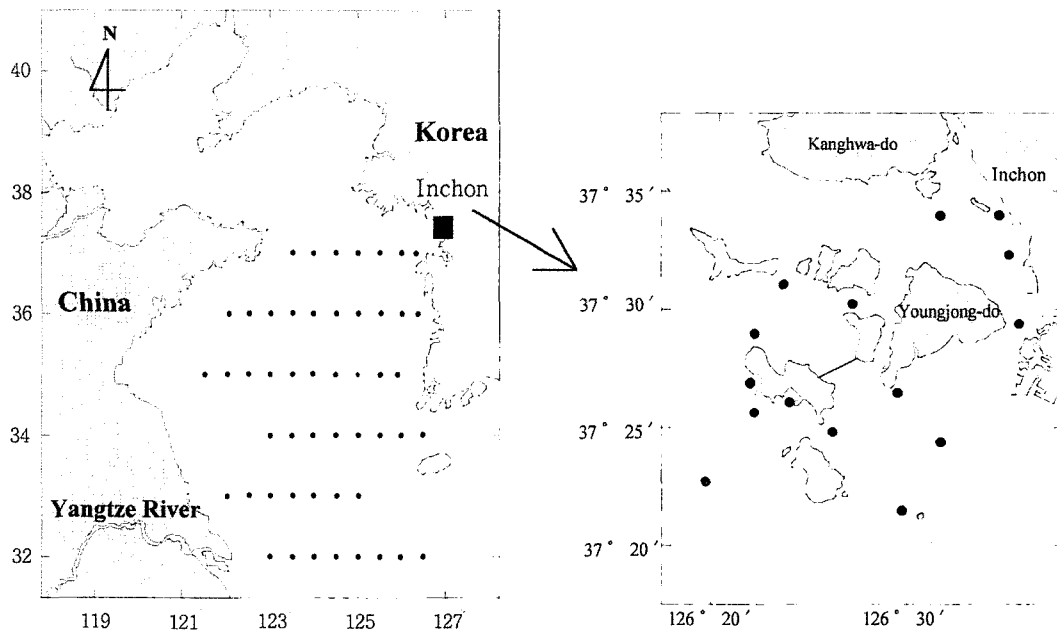 N
40
38
36
34
32
119
121
123
125
127
Korea
Inchon
China
Yangtze River
Kanghwa-do
Inchon
Youngjong-do
37° 35′
37° 30′
37° 25′
37° 20′
126° 20′
126° 30′